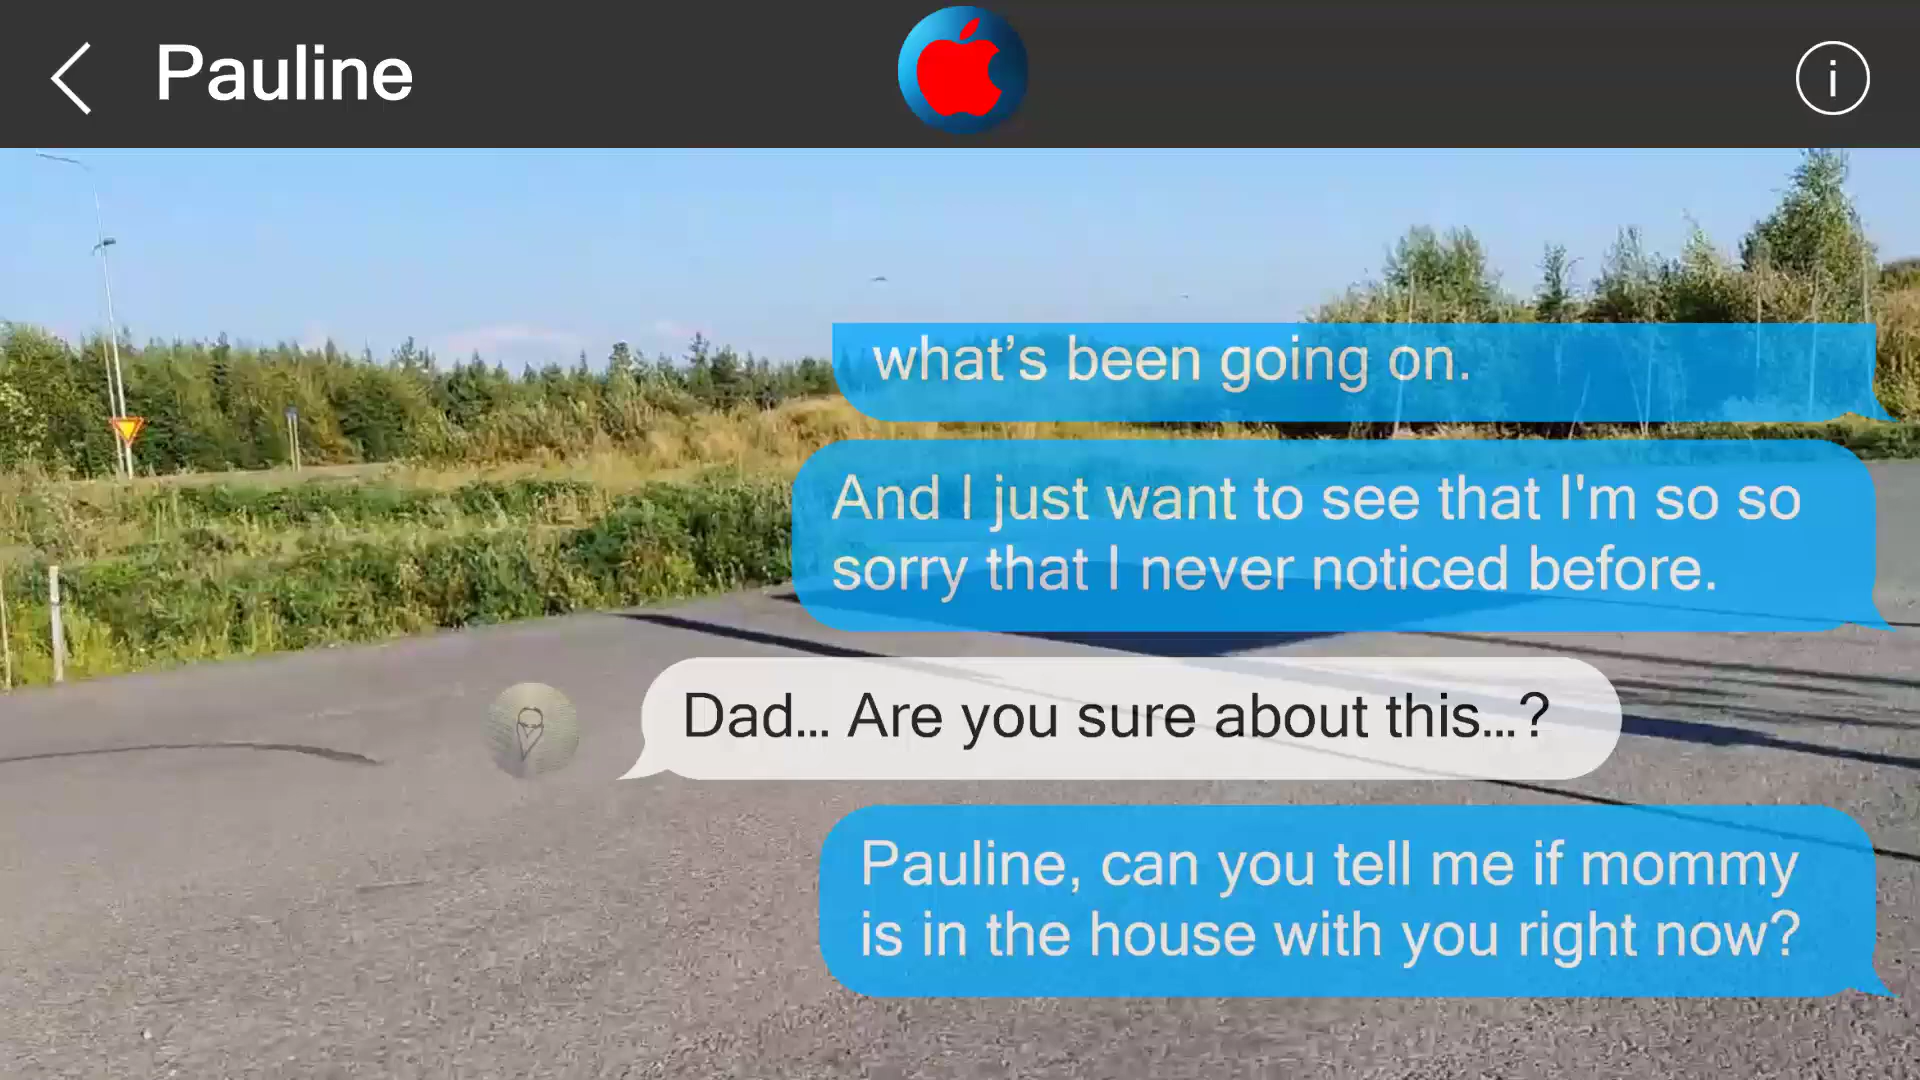 Pauline
what’s been going on.
And I just want to see that I'm so so
sorry that I never noticed before.
Dad... Are you sure about this...?
Pauline, can you tell me if mommy
is in the house with you right now?